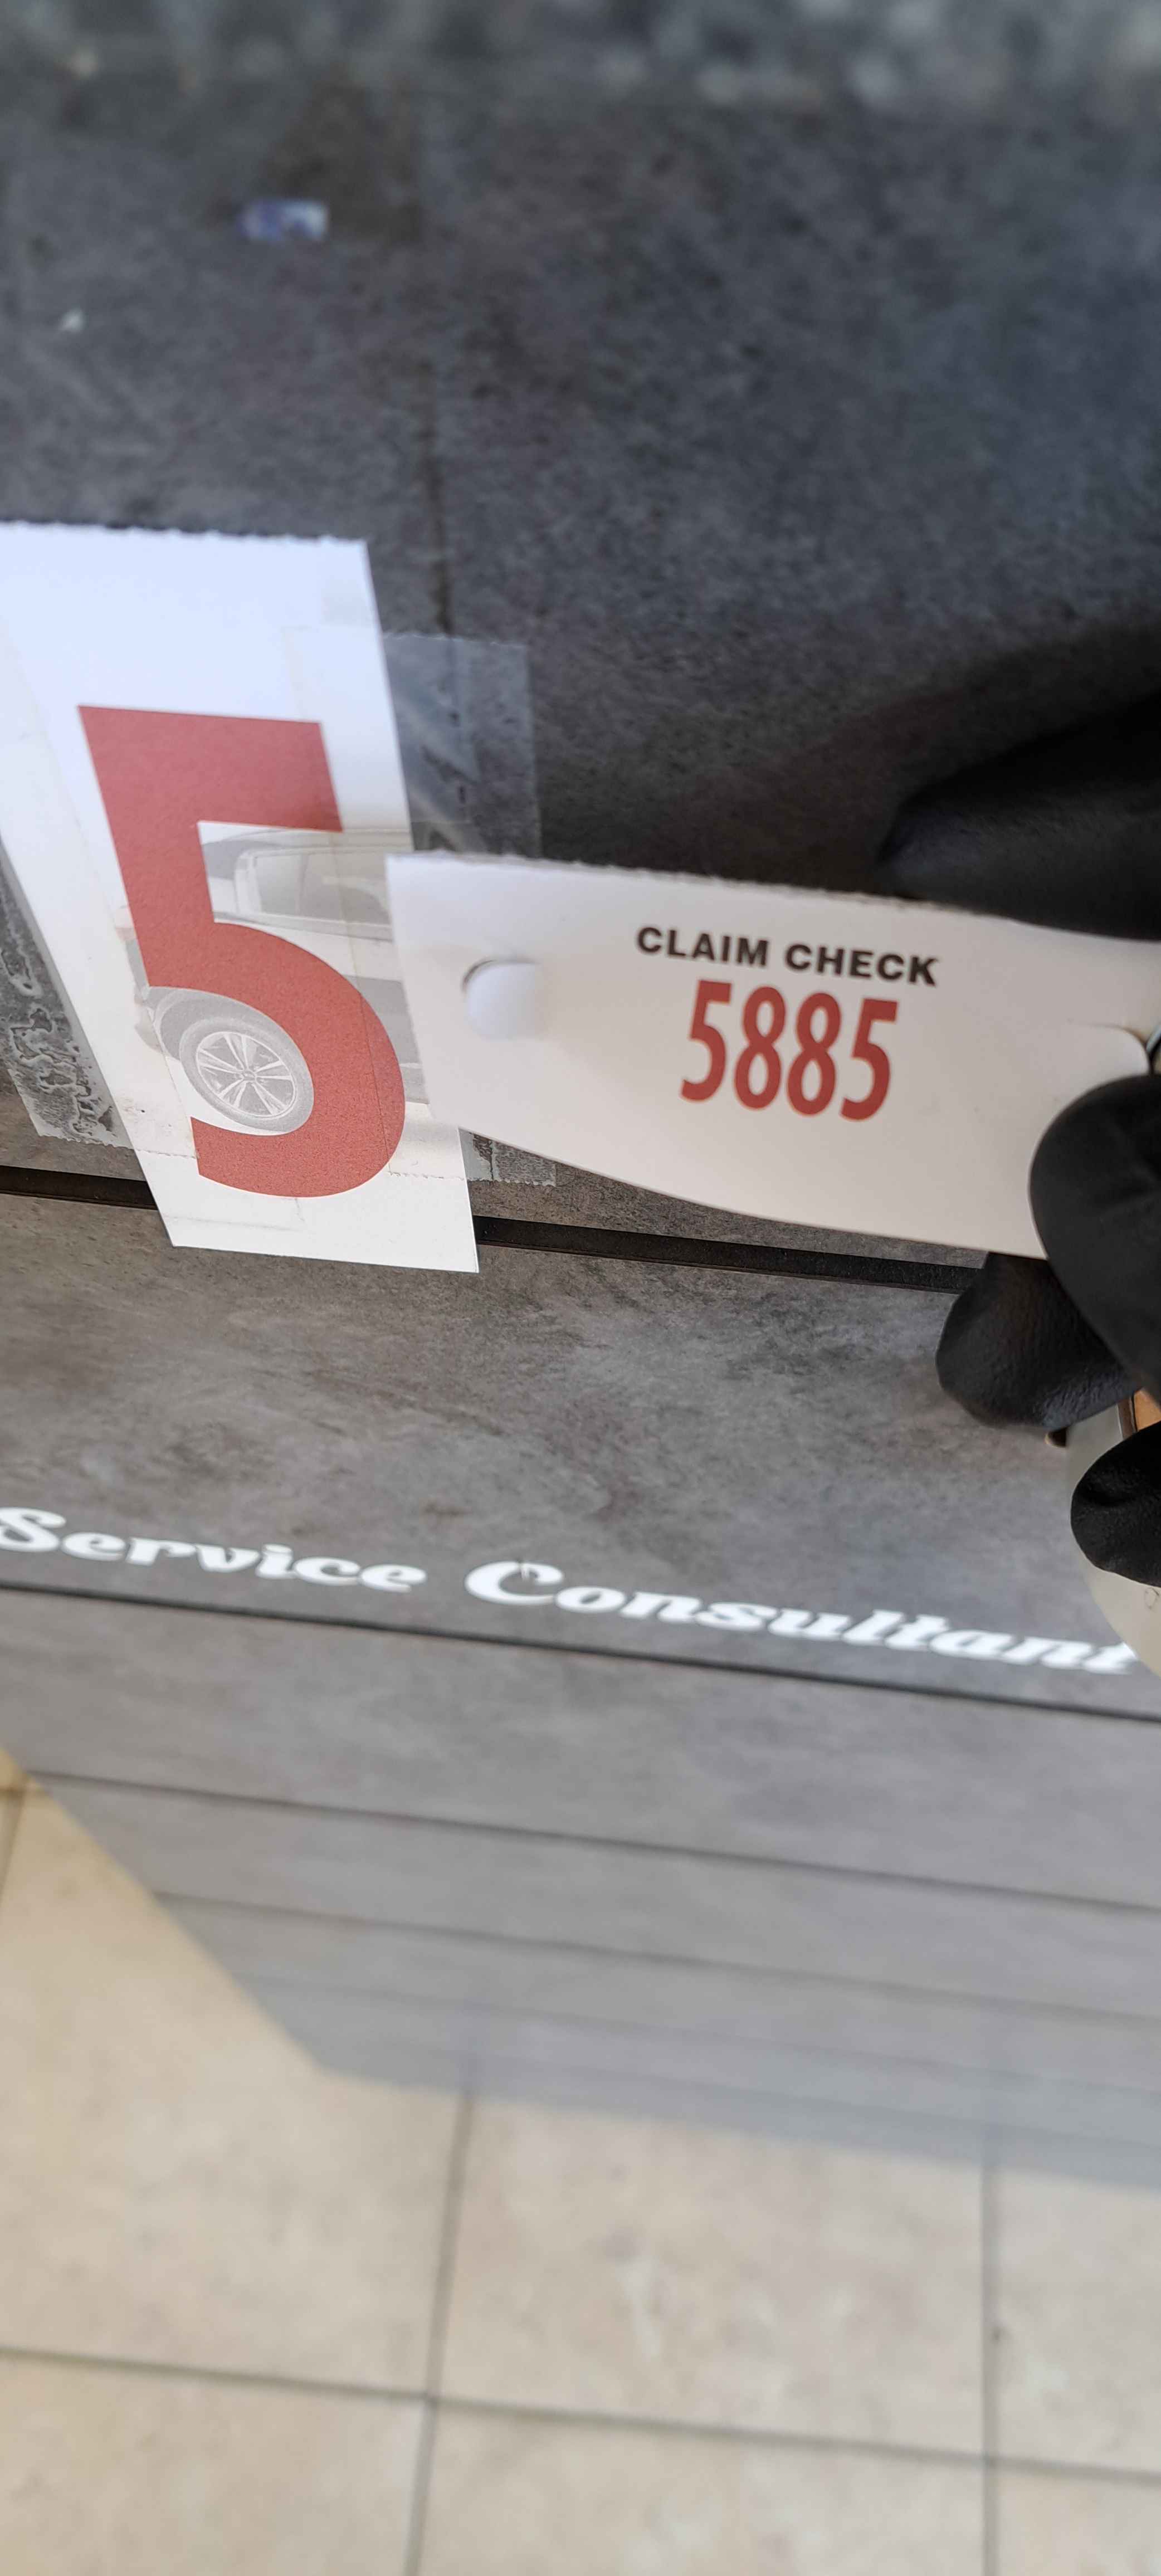 5
CLAIM CHECK
5885
Service Consultant